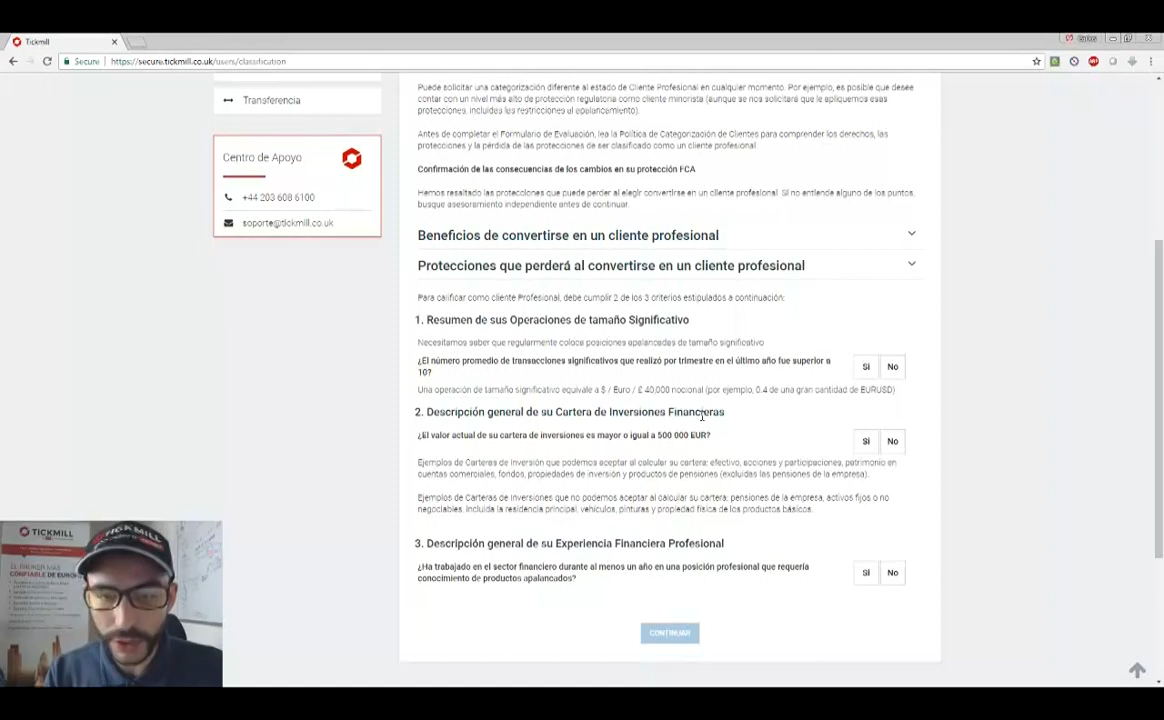 Tickmill
Secure
https://secure.tickmill.co.uk/users/classification
Transferencia
Centro de Apoyo
+44 203 608 6100
soporte@tickmill.co.uk
Puede solicitar una categorización diferente al estado de Cliente Profesional en cualquier momento. Por ejemplo, es posible que desee
contar con un nivel más alto de protección regulatoria como cliente minorista (aunque se nos solicitará que le apliquemos esas
protecciones, incluidas las restricciones al apalancamiento).
Antes de completar el Formulario de Evaluación, lea la Política de Categorización de Clientes para comprender los derechos, las
protecciones y la pérdida de las protecciones de ser clasificado como un cliente profesional
Confirmación de las consecuencias de los cambios en su protección FCA
Hemos resaltado las protecciones que puede perder al elegir convertirse en un cliente profesional. Si no entiende alguno de los puntos,
busque asesoramiento independiente antes de continuar.
Beneficios de convertirse en un cliente profesional
Protecciones que perderá al convertirse en un cliente profesional
Para calificar como cliente Profesional, debe cumplir 2 de los 3 criterios estipulados a continuación:
1. Resumen de sus Operaciones de tamaño Significativo
Necesitamos saber que regularmente coloca posiciones apalancadas de tamaño significativo
¿El número promedio de transacciones significativos que realizó por trimestre en el último año fue superior a
10?
Si No
Una operación de tamaño significativo equivale a $ / Euro / £ 40,000 nocional (por ejemplo, 0.4 de una gran cantidad de EURUSD)
2. Descripción general de su Cartera de Inversiones Financieras
¿El valor actual de su cartera de inversiones es mayor o igual a 500 000 EUR?
Si No
Ejemplos de Carteras de Inversión que podemos aceptar al calcular su cartera: efectivo, acciones y participaciones, patrimonio en
cuentas comerciales, fondos, propiedades de inversión y productos de pensiones (excluidas las pensiones de la empresa).
Ejemplos de Carteras de Inversiones que no podemos aceptar al calcular su cartera: pensiones de la empresa, activos fijos o no
negociables. Incluida la residencia principal, vehículos, pinturas y propiedad física de los productos básicos.
3. Descripción general de su Experiencia Financiera Profesional
¿Ha trabajado en el sector financiero durante al menos un año en una posición profesional que requería
conocimiento de productos apalancados?
Si No
CONTINUAR
TICKMILL
EL BROKER MÁS
CONFIABLE DE EUROPA
TICKMILL